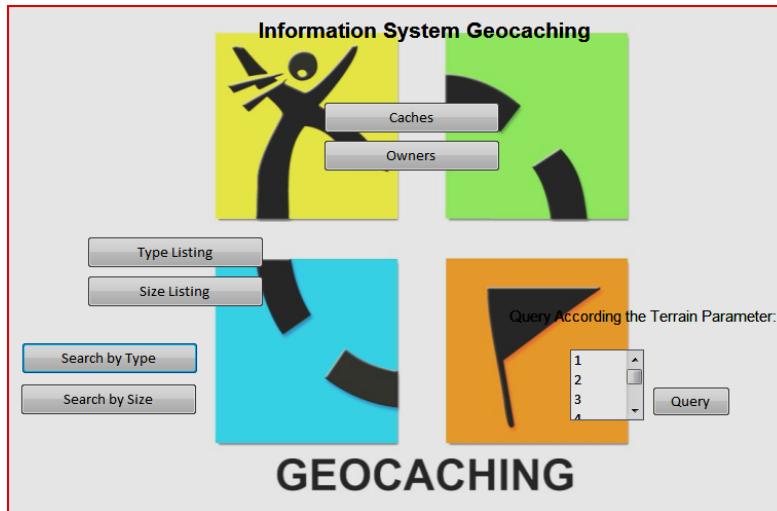 Information System Geocaching
Caches
Owners
Type Listing
Size Listing
Query According the Terrain Parameter:
Search by Type
Search by Size
1
2
3
4
Query
GEOCACHING